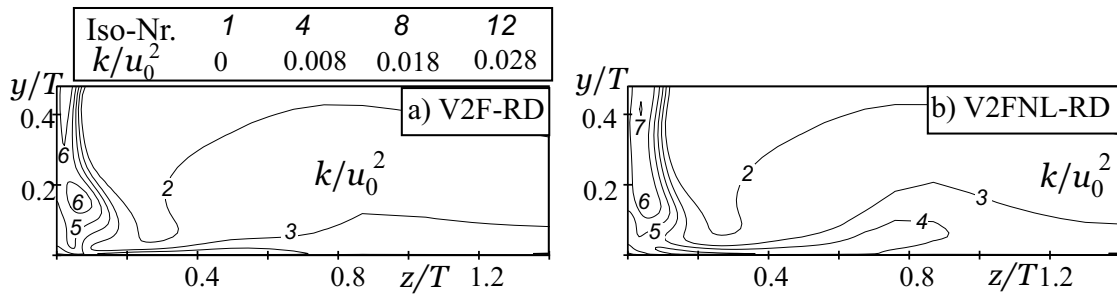 Iso-Nr. 1 4 8 12
k/u₀² 0 0.008 0.018 0.028
y/T
a) V2F-RD
0.4
6
2
k/u₀²
0.2
6
5
3
0.4 z/T 0.8 1.2
y/T
b) V2FNL-RD
0.4
7
2
k/u₀²
0.2
6
3
5
4
0.4 0.8 z/T 1.2